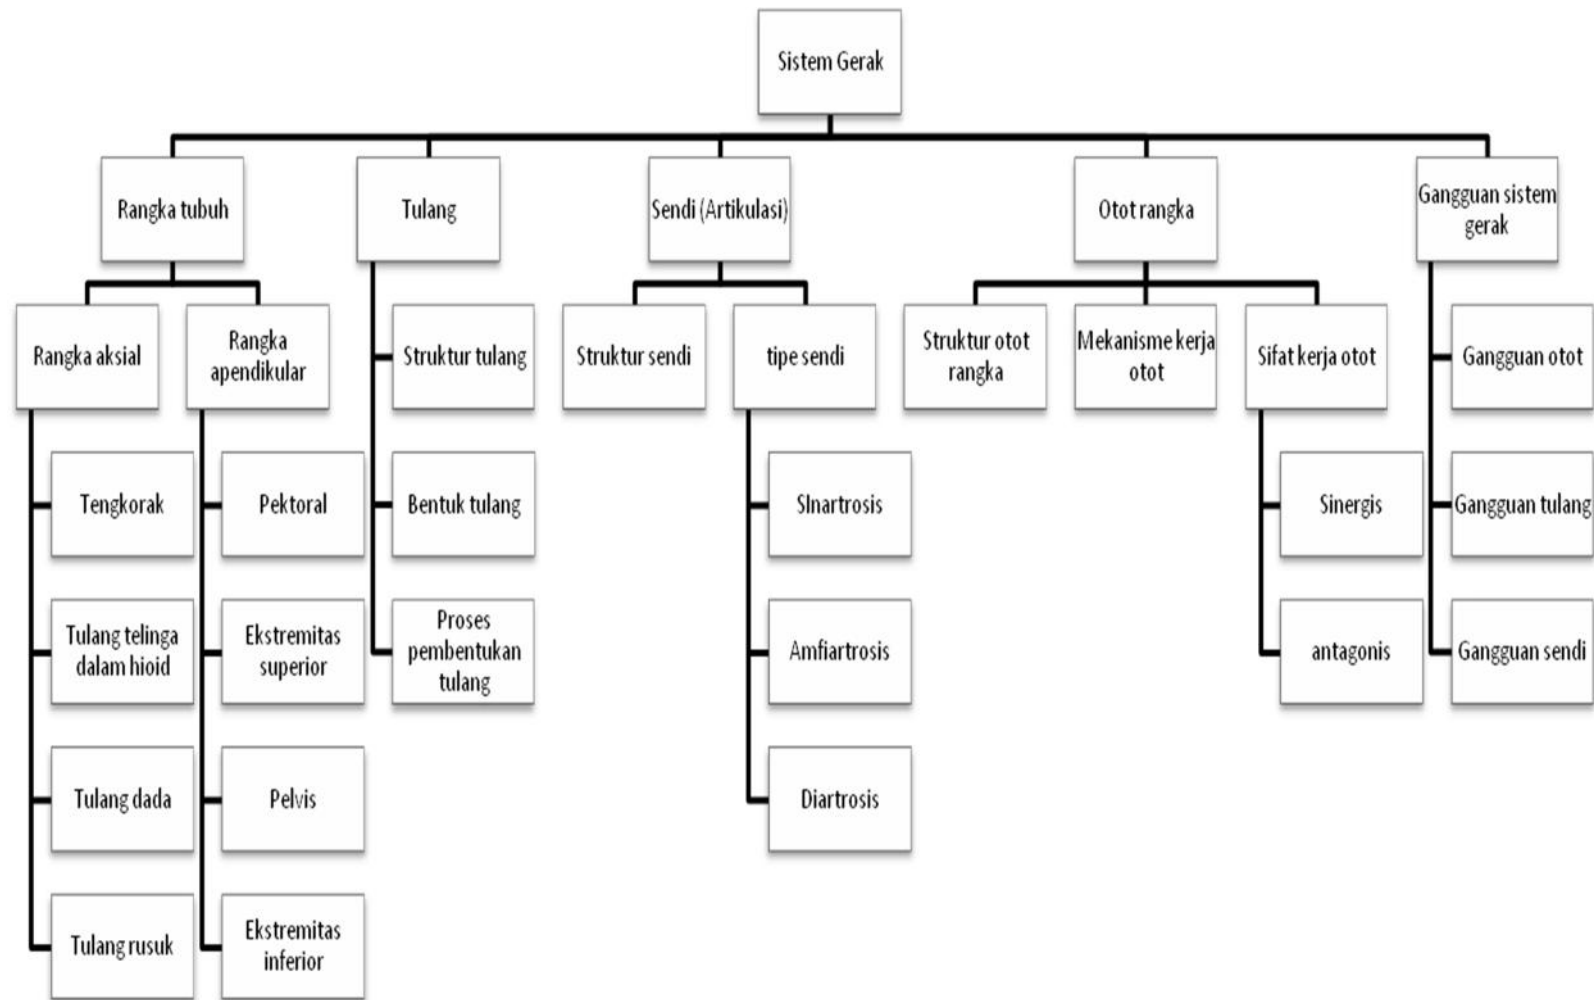 Sistem Gerak
Rangka tubuh
Tulang
Sendi (Artikulasi)
Otot rangka
Gangguan sistem
gerak
Rangka aksial
Rangka
apendikular
Struktur tulang
Struktur sendi
tipe sendi
Struktur otot
rangka
Mekanisme kerja
otot
Sifat kerja otot
Gangguan otot
Tengkorak
Pektoral
Bentuk tulang
SInartrosis
Sinergis
Gangguan tulang
Tulang telinga
dalam hioid
Ekstremitas
superior
Proses
pembentukan
tulang
Amfiartrosis
antagonis
Gangguan sendi
Tulang dada
Pelvis
Diartrosis
Tulang rusuk
Ekstremitas
inferior